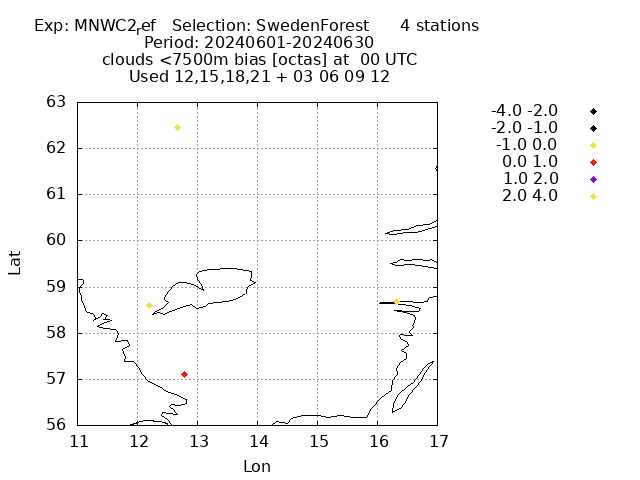 Exp: MNWC2ref   Selection: SwedenForest      4 stations
Period: 20240601-20240630
clouds <7500m bias [octas] at  00 UTC
Used 12,15,18,21 + 03 06 09 12
-4.0 -2.0
-2.0 -1.0
-1.0 0.0
0.0 1.0
1.0 2.0
2.0 4.0
63
62
61
60
59
58
57
56
Lat
11 12 13 14 15 16 17
Lon